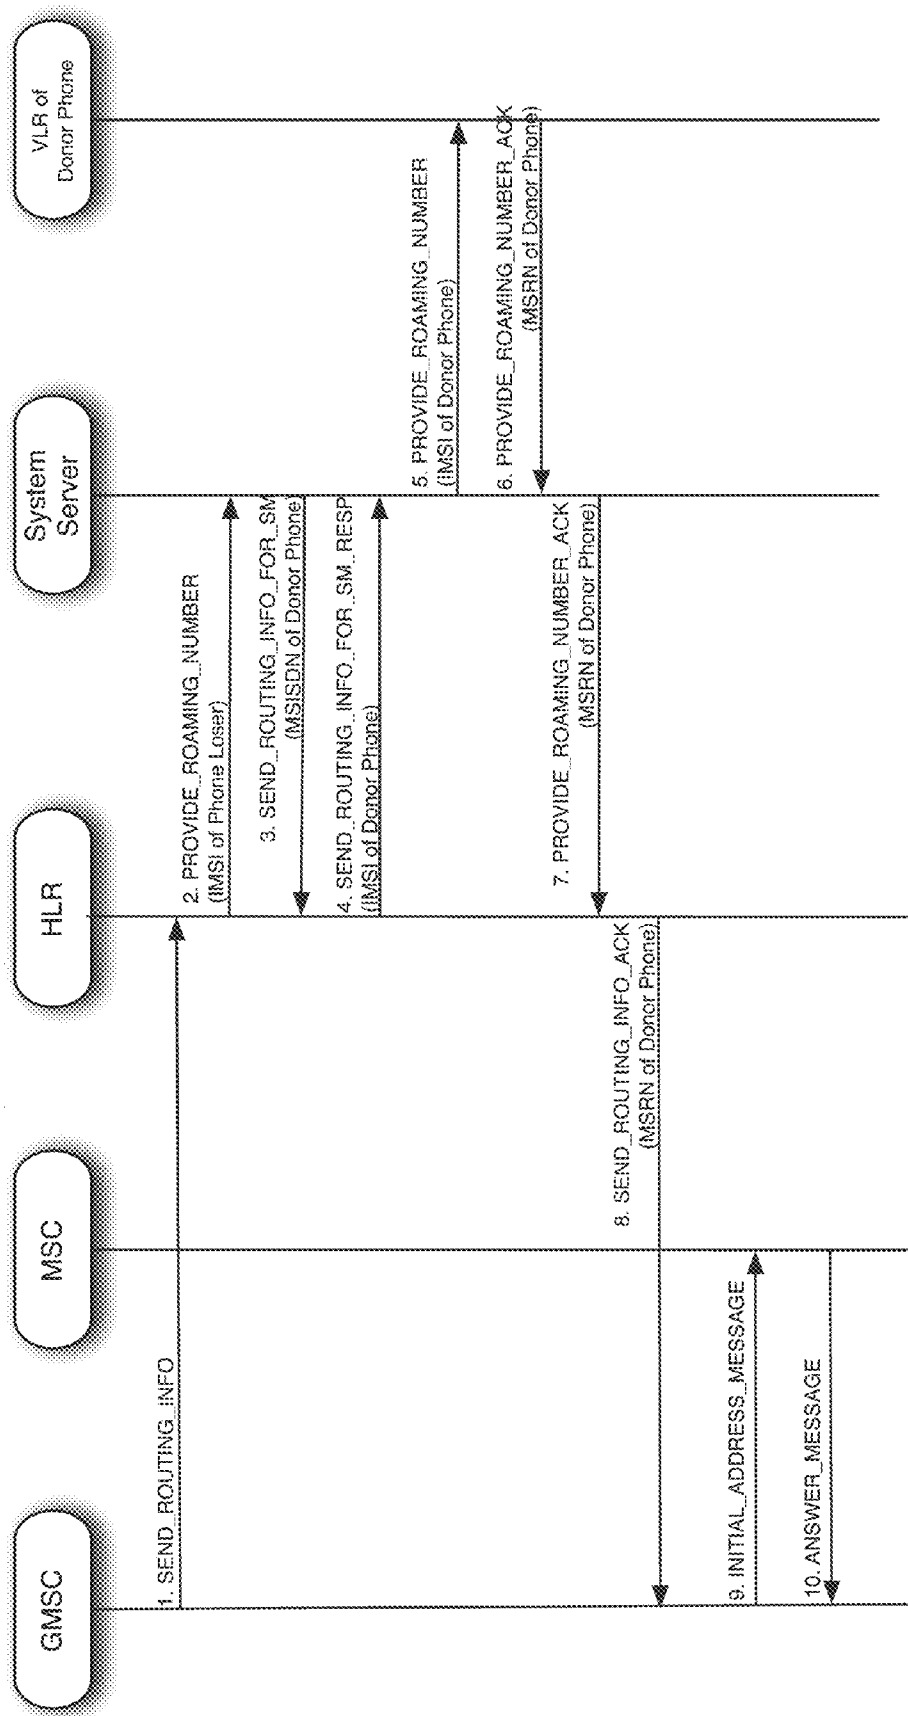 GMSC
MSC
HLR
System
Server
VLR of
Donor Phone
1. SEND_ROUTING_INFO
2. PROVIDE_ROAMING_NUMBER
(IMSI of Phone Loser)
3. SEND_ROUTING_INFO_FOR_SM
(MSISDN of Donor Phone)
4. SEND_ROUTING_INFO_FOR_SM_RESP
(IMSI of Donor Phone)
5. PROVIDE_ROAMING_NUMBER
(IMSI of Donor Phone)
6. PROVIDE_ROAMING_NUMBER_ACK
(MSRN of Donor Phone)
7. PROVIDE_ROAMING_NUMBER_ACK
(MSRN of Donor Phone)
8. SEND_ROUTING_INFO_ACK
(MSRN of Donor Phone)
9. INITIAL_ADDRESS_MESSAGE
10. ANSWER_MESSAGE